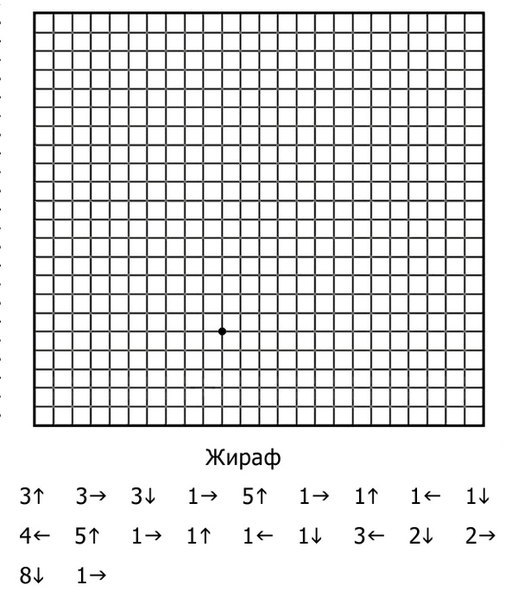 Жираф
3↑ 3→ 3↓ 1→ 5↑ 1→ 1↑ 1← 1↓
4← 5↑ 1→ 1↑ 1← 1↓ 3← 2↓ 2→
8↓ 1→